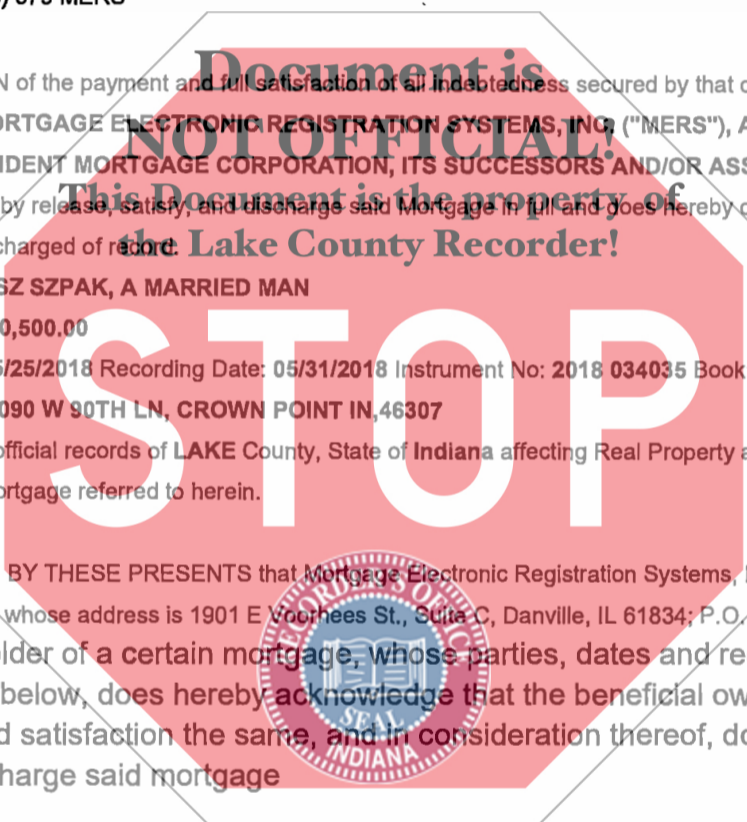 Document is
N of the payment and full satisfaction of all indebtedness secured by that
NOT OFFICIAL!
ORTGAGE ELECTRONIC REGISTRATION SYSTEMS, INC. ("MERS"), A
IDENT MORTGAGE CORPORATION, ITS SUCCESSORS AND/OR ASS
This Document is the property of
by release, satisfy, and discharge said Mortgage in full and does hereby
the Lake County Recorder!
charged of record.
SZ SZPAK, A MARRIED MAN
0,500.00
/25/2018 Recording Date: 05/31/2018 Instrument No: 2018 034035 Book
090 W 90TH LN, CROWN POINT IN,46307
official records of LAKE County, State of Indiana affecting Real Property a
ortgage referred to herein.
STOP
BY THESE PRESENTS that Mortgage Electronic Registration Systems,
whose address is 1901 E Voorhees St., Suite C, Danville, IL 61834; P.O.
lder of a certain mortgage, whose parties, dates and re
below, does hereby acknowledge that the beneficial ow
d satisfaction the same, and in consideration thereof, do
harge said mortgage
RECORDER'S OFFIC
SEAL
INDIANA